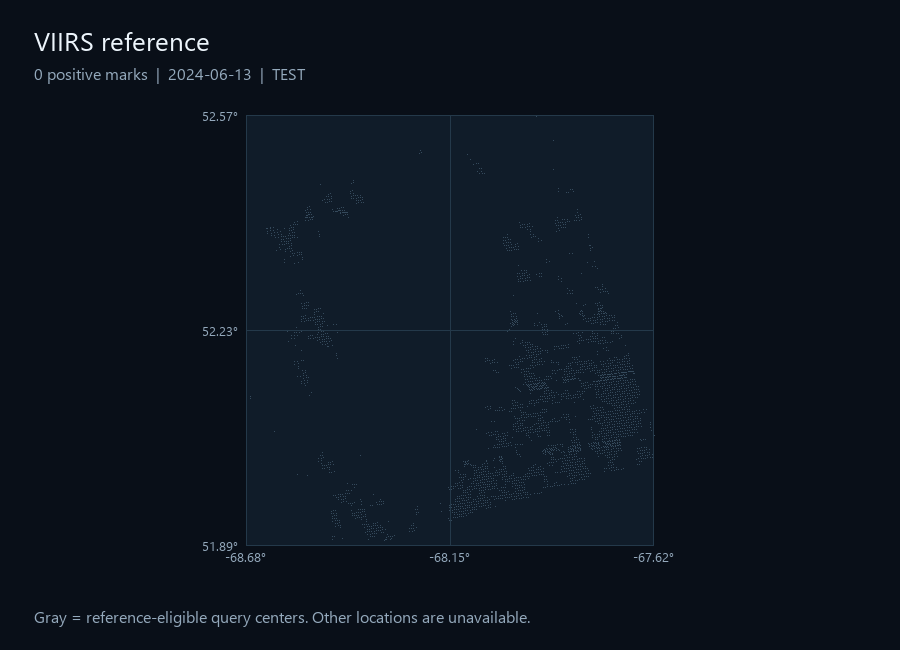 VIIRS reference
0 positive marks | 2024-06-13 | TEST
52.57°
52.23°
51.89°
-68.68°
-68.15°
-67.62°
Gray = reference-eligible query centers. Other locations are unavailable.